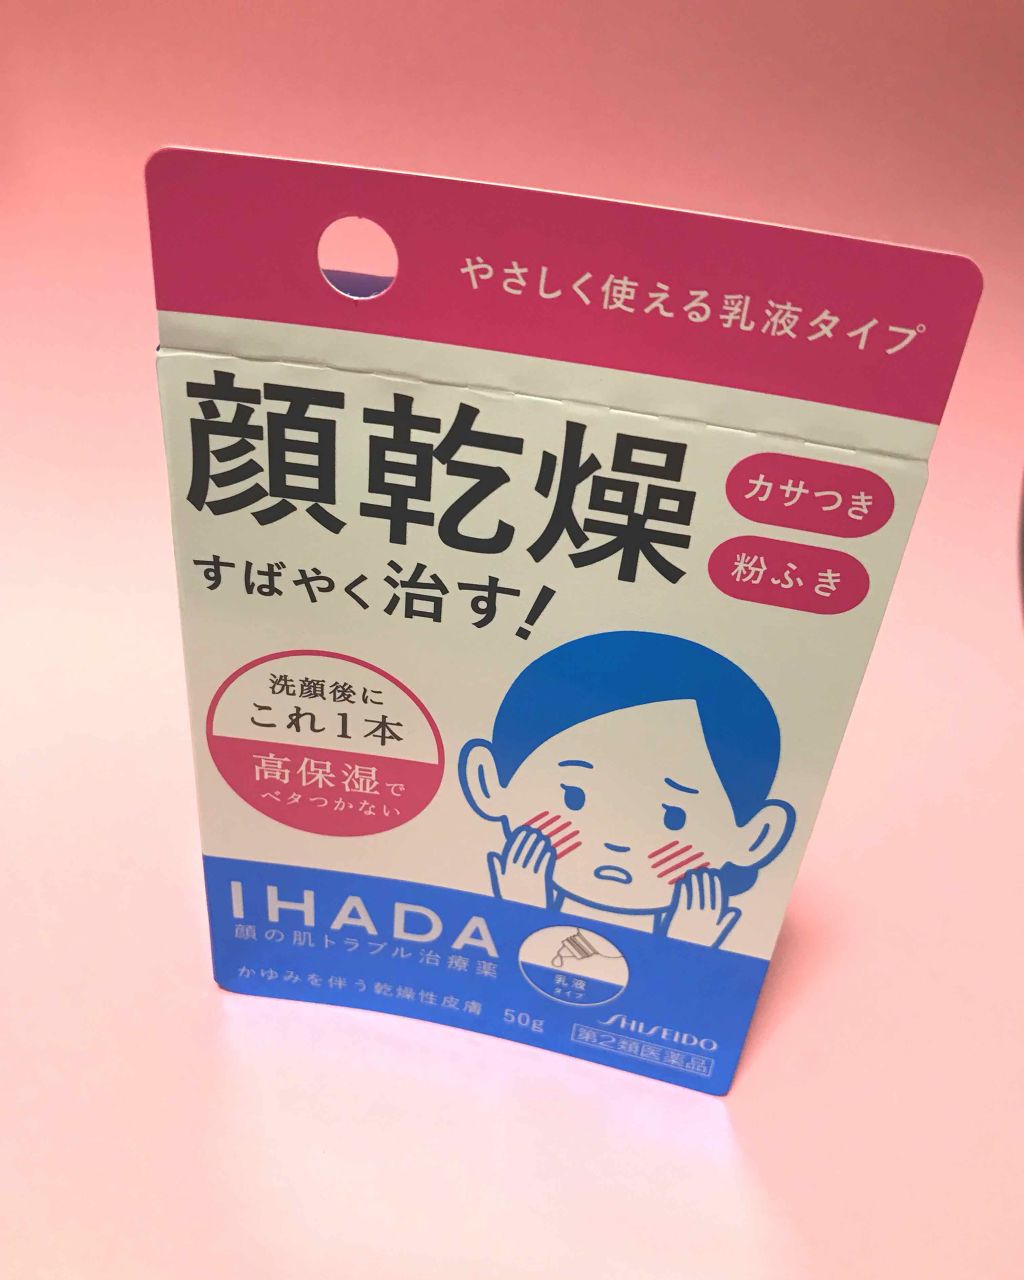 やさしく使える乳液タイプ
顔乾燥
すばやく治す!
カサつき
粉ふき
洗顔後に
これ1本
高保湿で
ベタつかない
IHADA
顔の肌トラブル治療薬
かゆみを伴う乾燥性皮膚 50g
乳液
タイプ
SHISEIDO
第2類医薬品